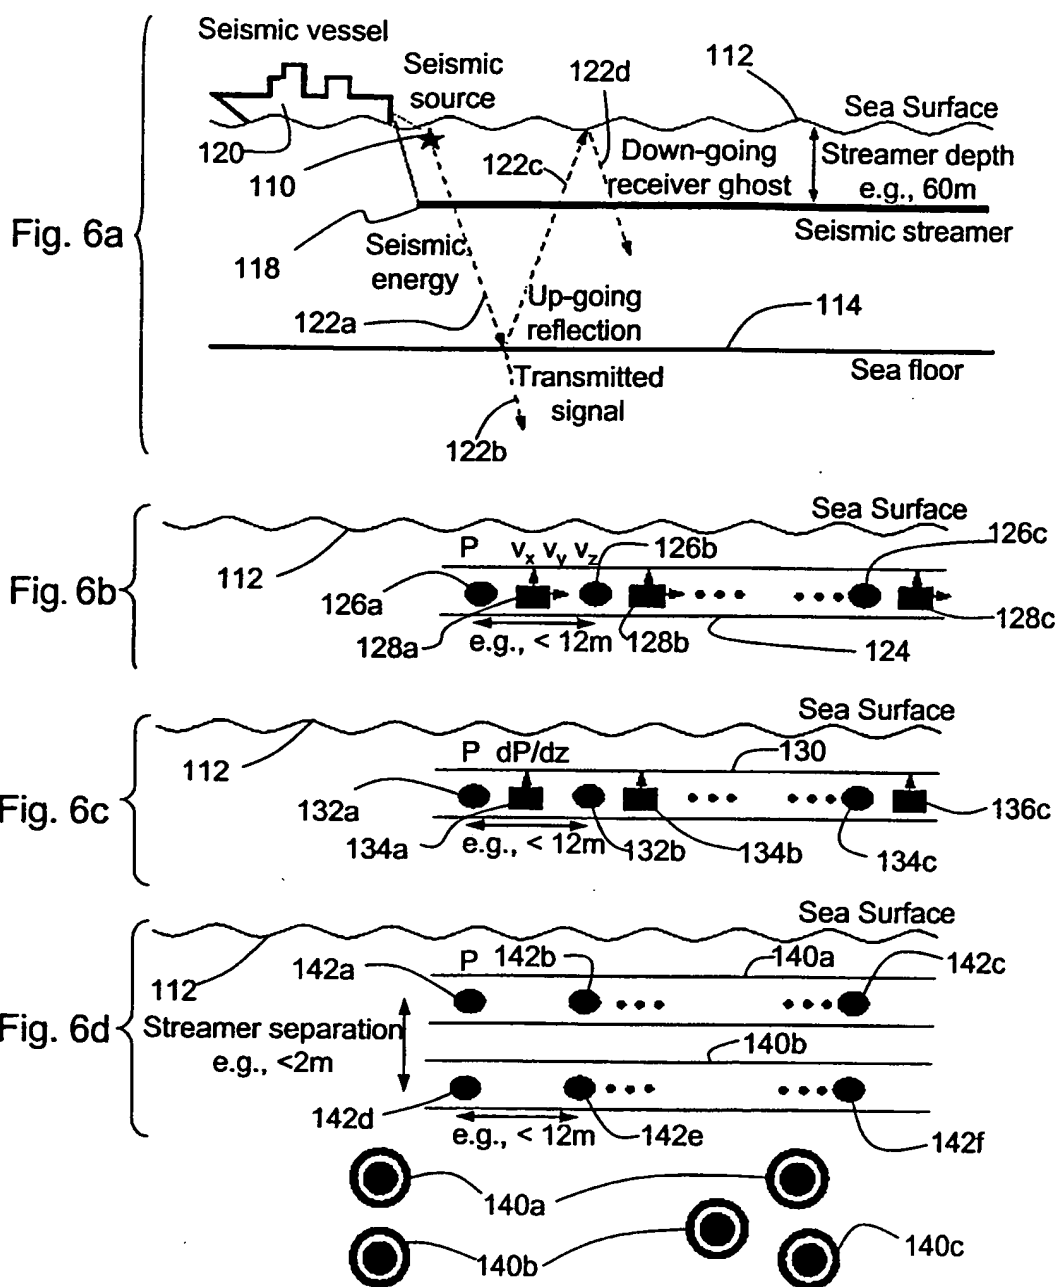 Fig. 6a
Seismic vessel
Seismic
source
122d
112
Sea Surface
120
110
122c
Down-going
receiver ghost
Streamer depth
e.g., 60m
118
Seismic
energy
Seismic streamer
122a
Up-going
reflection
114
Sea floor
Transmitted
signal
122b
Fig. 6b
Sea Surface
112
P vx vy vz
126b
126c
126a
128a
e.g., < 12m
128b
124
128c
Fig. 6c
Sea Surface
112
P dP/dz
130
132a
134a
e.g., < 12m
132b
134b
134c
136c
Fig. 6d
Sea Surface
112
142a
P
142b
140a
142c
Streamer separation
e.g., <2m
140b
142d
e.g., < 12m
142e
142f
140a
140b
140c